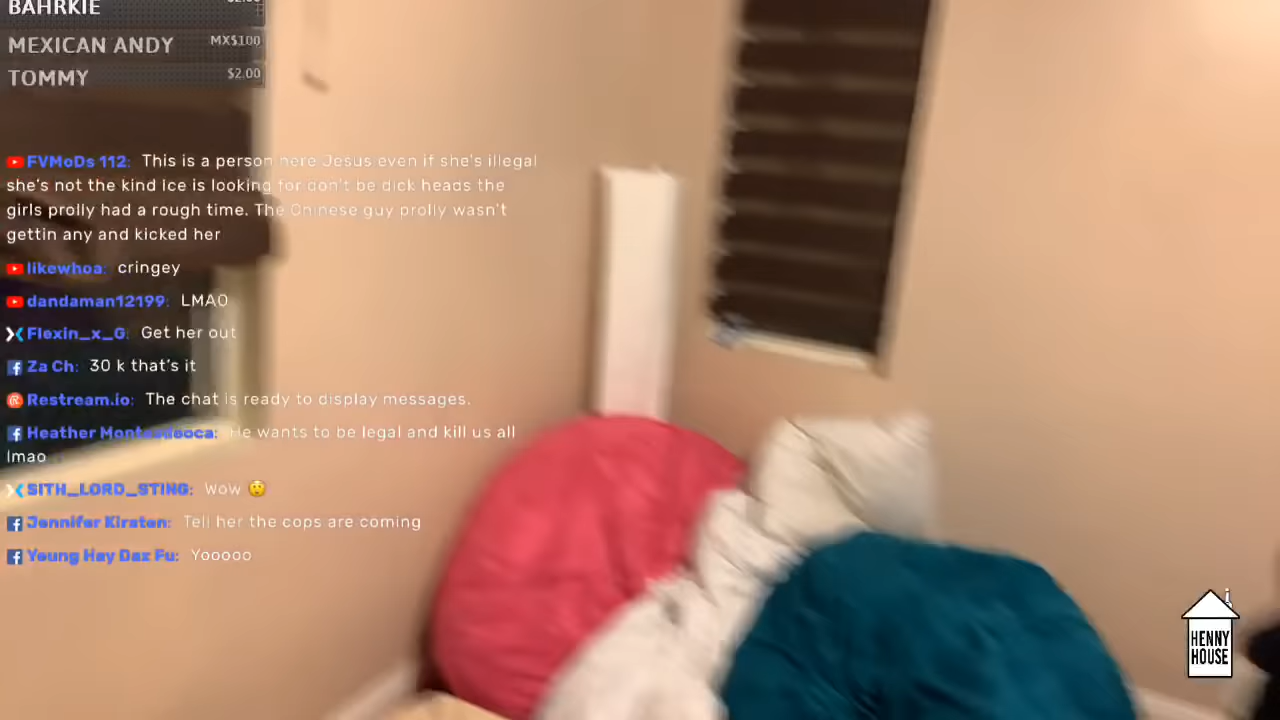 BAHRKIE $2.00
MEXICAN ANDY MX$100
TOMMY $2.00
FVMoDs 112: This is a person here Jesus even if she's illegal
she's not the kind Ice is looking for don't be dick heads the
girls prolly had a rough time. The Chinese guy prolly wasn't
gettin any and kicked her
likewhoa: cringey
dandaman12199: LMAO
Flexin_x_G: Get her out
Za Ch: 30 k that's it
Restream.io: The chat is ready to display messages.
Heather Montesdeoca: He wants to be legal and kill us all
lmao
SITH_LORD_STING: Wow 🤨
Jennifer Kirsten: Tell her the cops are coming
Young Hay Daz Fu: Yooooo
HENNY
HOUSE